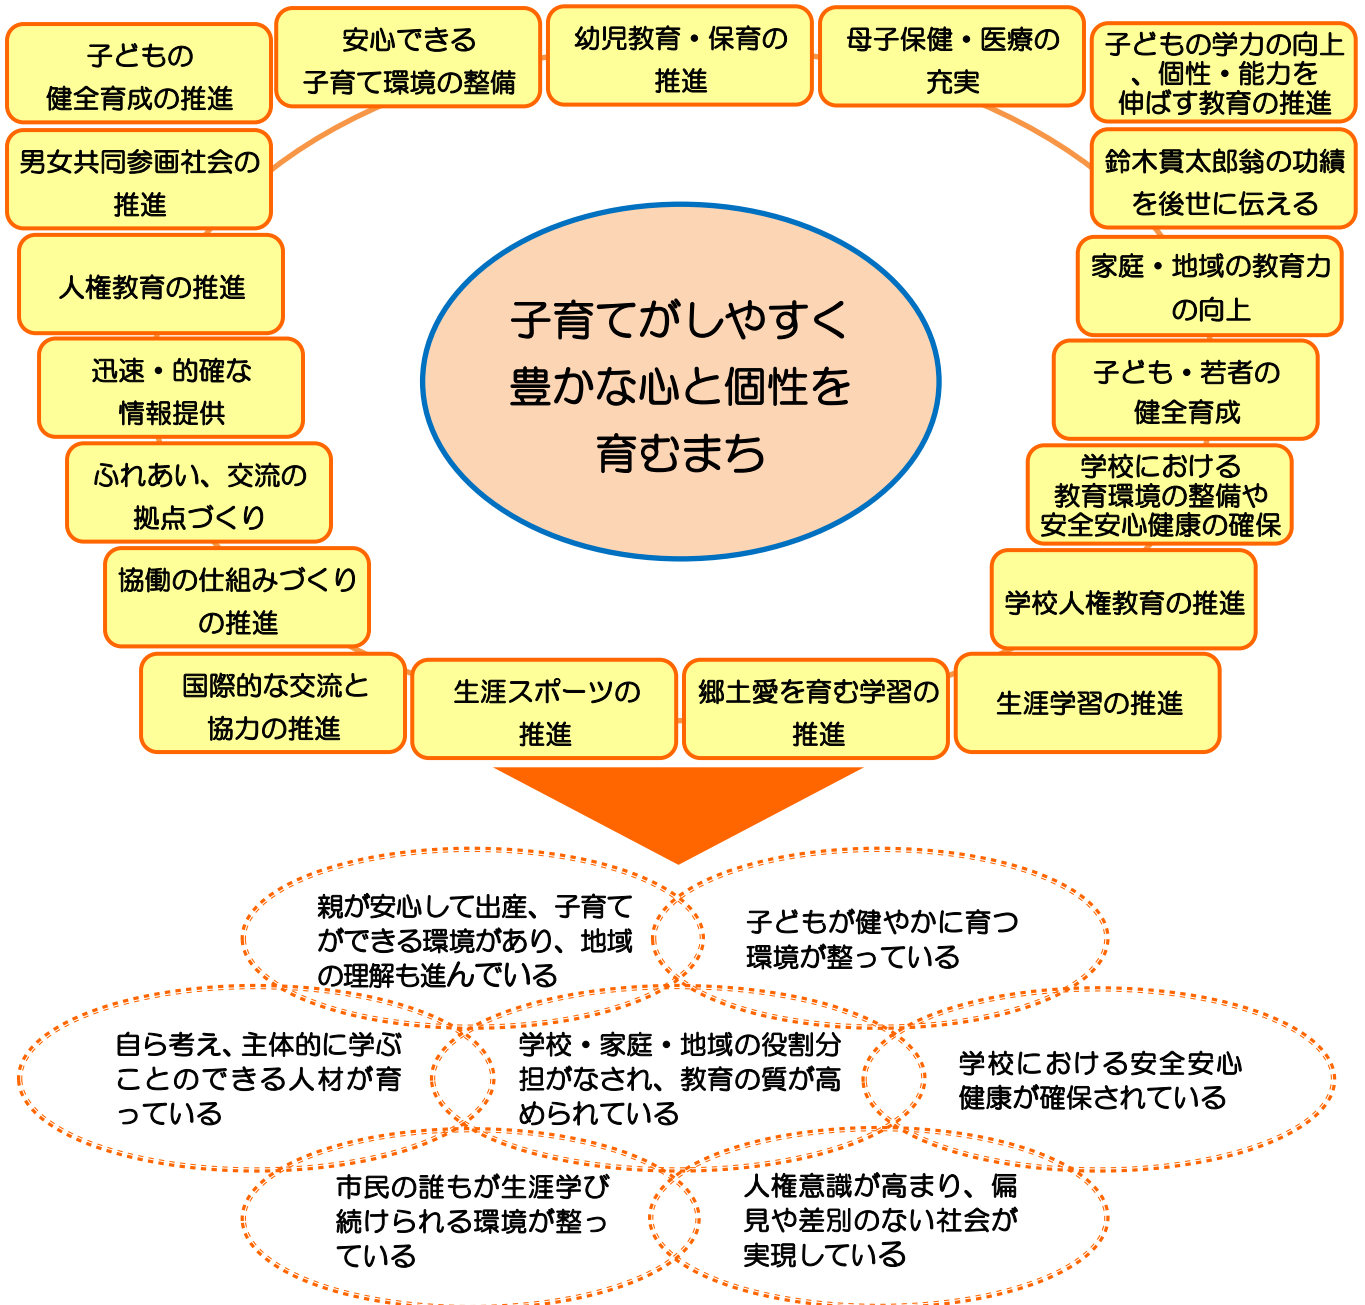 子どもの
健全育成の推進
安心できる
子育て環境の整備
幼児教育・保育の
推進
母子保健・医療の
充実
子どもの学力の向上
、個性・能力を
伸ばす教育の推進
男女共同参画社会の
推進
鈴木貫太郎翁の功績
を後世に伝える
人権教育の推進
家庭・地域の教育力
の向上
迅速・的確な
情報提供
子ども・若者の
健全育成
ふれあい、交流の
拠点づくり
学校における
教育環境の整備や
安全安心健康の確保
協働の仕組みづくり
の推進
学校人権教育の推進
国際的な交流と
協力の推進
生涯スポーツの
推進
郷土愛を育む学習の
推進
生涯学習の推進
子育てがしやすく
豊かな心と個性を
育むまち
親が安心して出産、子育て
ができる環境があり、地域
の理解も進んでいる
子どもが健やかに育つ
環境が整っている
自ら考え、主体的に学ぶ
ことのできる人材が育
っている
学校・家庭・地域の役割分
担がなされ、教育の質が高
められている
学校における安全安心
健康が確保されている
市民の誰もが生涯学び
続けられる環境が整っ
ている
人権意識が高まり、偏
見や差別のない社会が
実現している